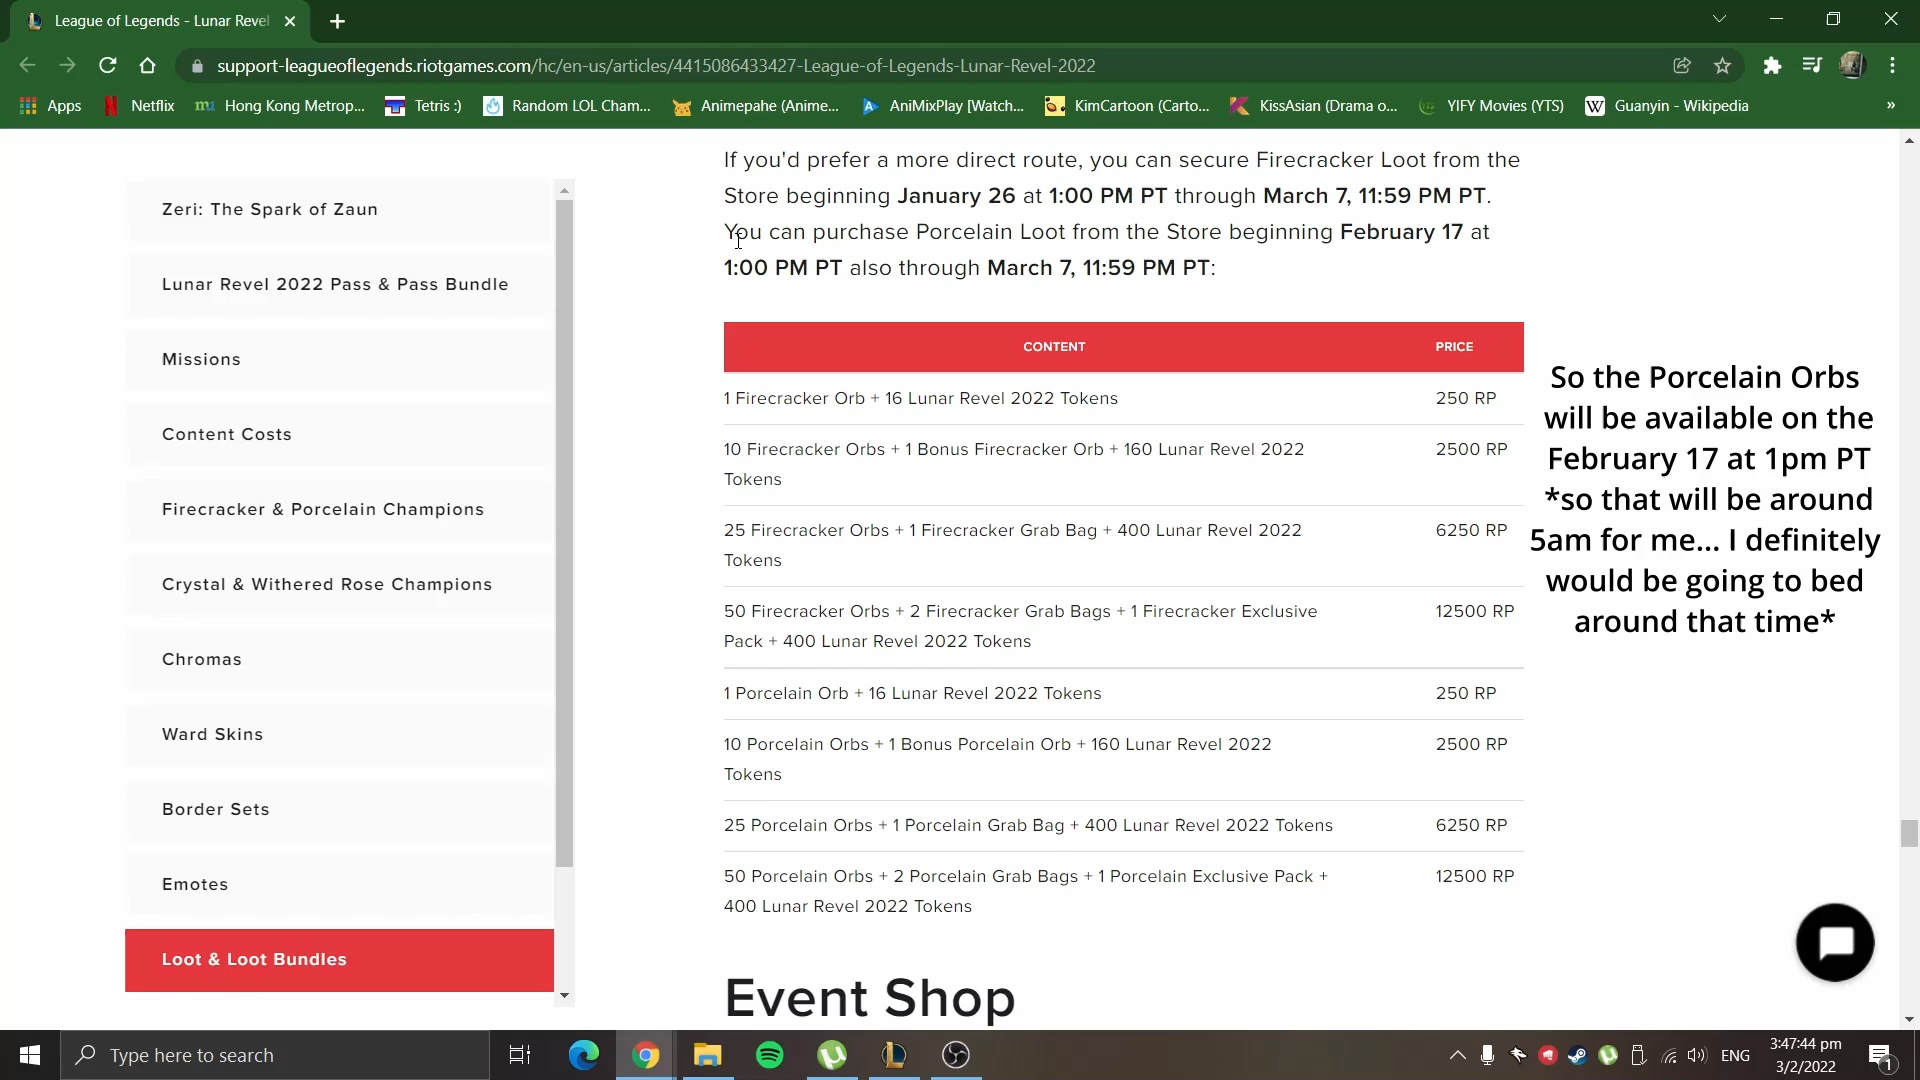 League of Legends - Lunar Revel
support-leagueoflegends.riotgames.com/hc/en-us/articles/4415086433427-League-of-Legends-Lunar-Revel-2022
Apps
Netflix
Hong Kong Metrop...
Tetris :)
Random LOL Cham...
Animepahe (Anime...
AniMixPlay [Watch...
KimCartoon (Carto...
KissAsian (Drama o...
YIFY Movies (YTS)
Guanyin - Wikipedia
»
Zeri: The Spark of Zaun
Lunar Revel 2022 Pass & Pass Bundle
Missions
Content Costs
Firecracker & Porcelain Champions
Crystal & Withered Rose Champions
Chromas
Ward Skins
Border Sets
Emotes
Loot & Loot Bundles
If you'd prefer a more direct route, you can secure Firecracker Loot from the
Store beginning January 26 at 1:00 PM PT through March 7, 11:59 PM PT.
You can purchase Porcelain Loot from the Store beginning February 17 at
1:00 PM PT also through March 7, 11:59 PM PT:
CONTENT PRICE
1 Firecracker Orb + 16 Lunar Revel 2022 Tokens 250 RP
10 Firecracker Orbs + 1 Bonus Firecracker Orb + 160 Lunar Revel 2022 2500 RP
Tokens
25 Firecracker Orbs + 1 Firecracker Grab Bag + 400 Lunar Revel 2022 6250 RP
Tokens
50 Firecracker Orbs + 2 Firecracker Grab Bags + 1 Firecracker Exclusive 12500 RP
Pack + 400 Lunar Revel 2022 Tokens
1 Porcelain Orb + 16 Lunar Revel 2022 Tokens 250 RP
10 Porcelain Orbs + 1 Bonus Porcelain Orb + 160 Lunar Revel 2022 2500 RP
Tokens
25 Porcelain Orbs + 1 Porcelain Grab Bag + 400 Lunar Revel 2022 Tokens 6250 RP
50 Porcelain Orbs + 2 Porcelain Grab Bags + 1 Porcelain Exclusive Pack + 12500 RP
400 Lunar Revel 2022 Tokens
Event Shop
So the Porcelain Orbs
will be available on the
February 17 at 1pm PT
*so that will be around
5am for me... I definitely
would be going to bed
around that time*
Type here to search
ENG
3:47:44 pm
3/2/2022
1